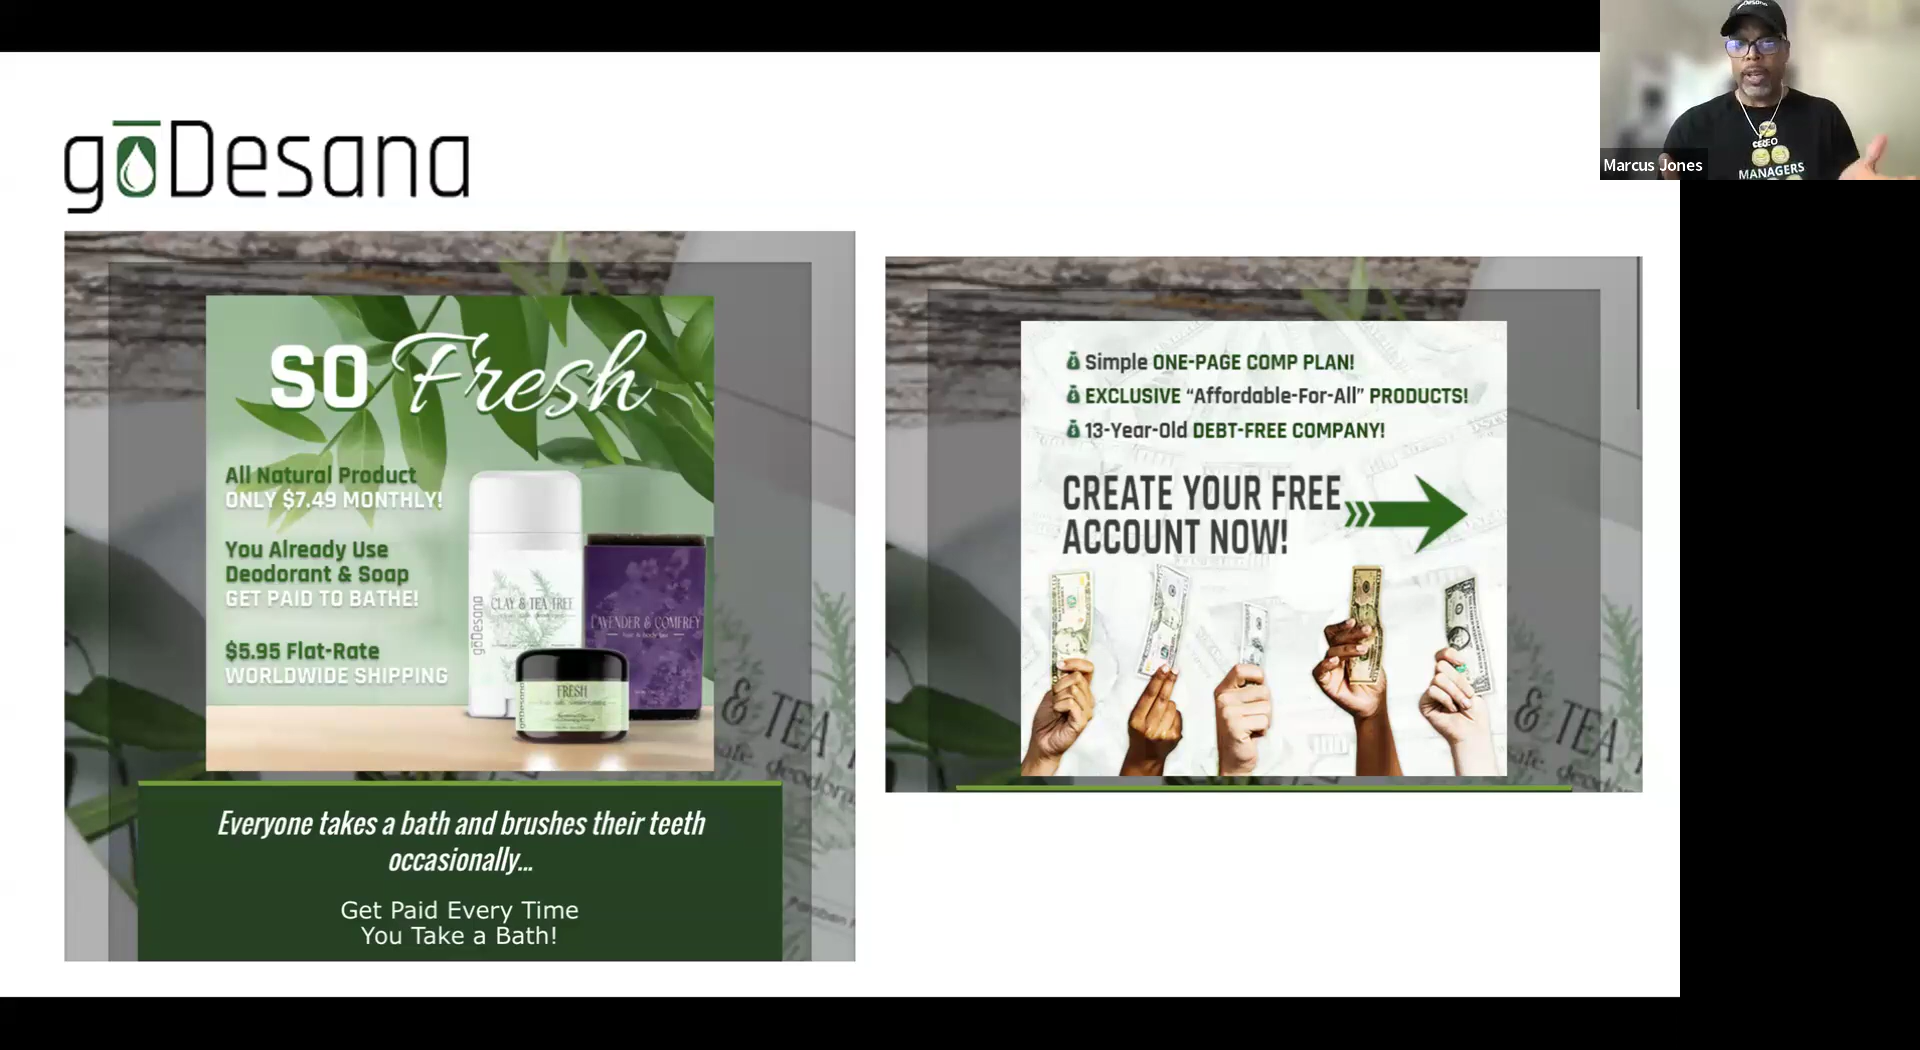 gōDesana
SO Fresh
All Natural Product
ONLY $7.49 MONTHLY!
You Already Use
Deodorant & Soap
GET PAID TO BATHE!
$5.95 Flat-Rate
WORLDWIDE SHIPPING
gōDesana
CLAY & TEA TREE
LAVENDER & COMFREY
FRESH
& TEA
Everyone takes a bath and brushes their teeth
occasionally...
Get Paid Every Time
You Take a Bath!
Simple ONE-PAGE COMP PLAN!
EXCLUSIVE “Affordable-For-All” PRODUCTS!
13-Year-Old DEBT-FREE COMPANY!
CREATE YOUR FREE
ACCOUNT NOW!
& TEA
Marcus Jones
MANAGERS